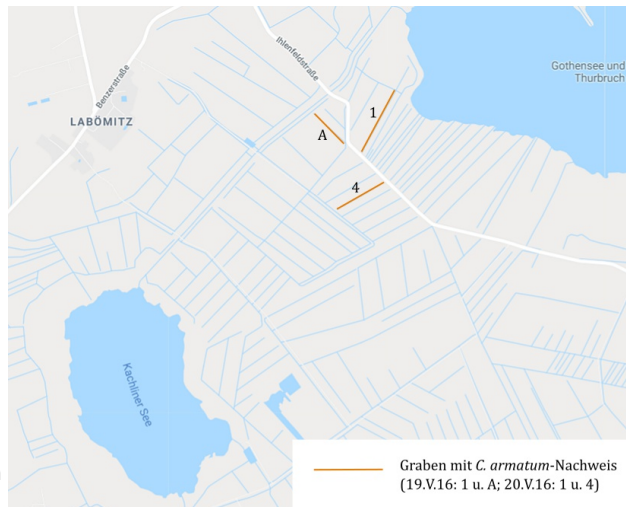 Ihlenfeldstraße
Gothensee und
Thurbruch
Benzerstraße
LABÖMITZ
1
A
4
Kachliner See
Graben mit C. armatum-Nachweis
(19.V.16: 1 u. A; 20.V.16: 1 u. 4)